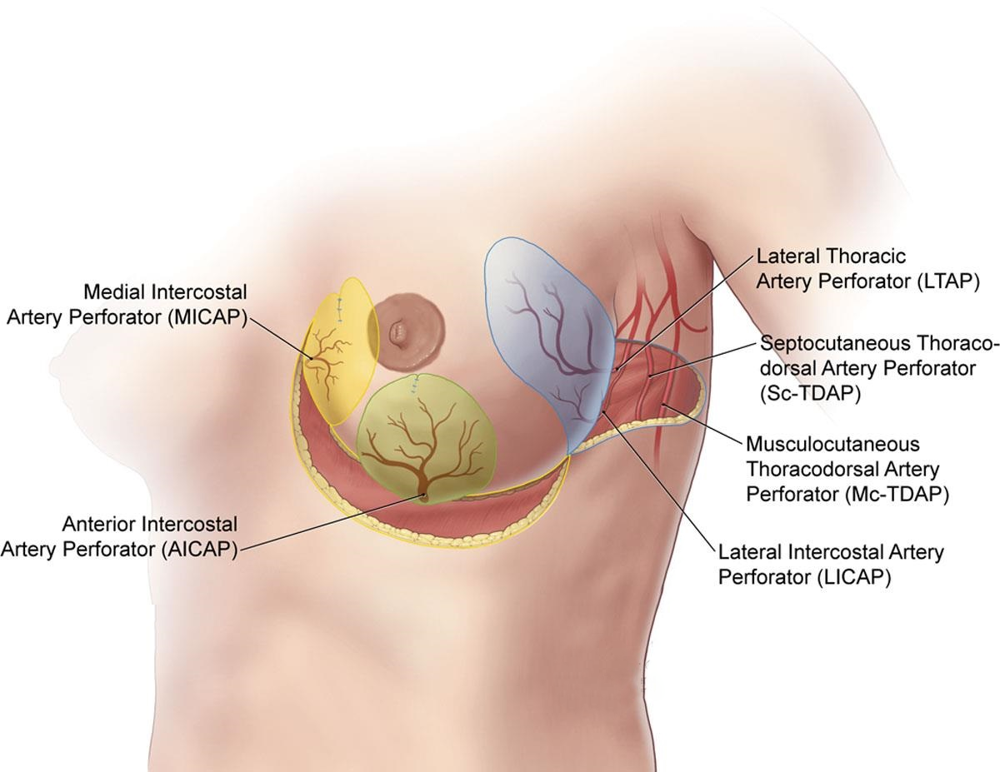 Medial Intercostal
Artery Perforator (MICAP)
Anterior Intercostal
Artery Perforator (AICAP)
Lateral Thoracic
Artery Perforator (LTAP)
Septocutaneous Thoraco-
dorsal Artery Perforator
(Sc-TDAP)
Musculocutaneous
Thoracodorsal Artery
Perforator (Mc-TDAP)
Lateral Intercostal Artery
Perforator (LICAP)